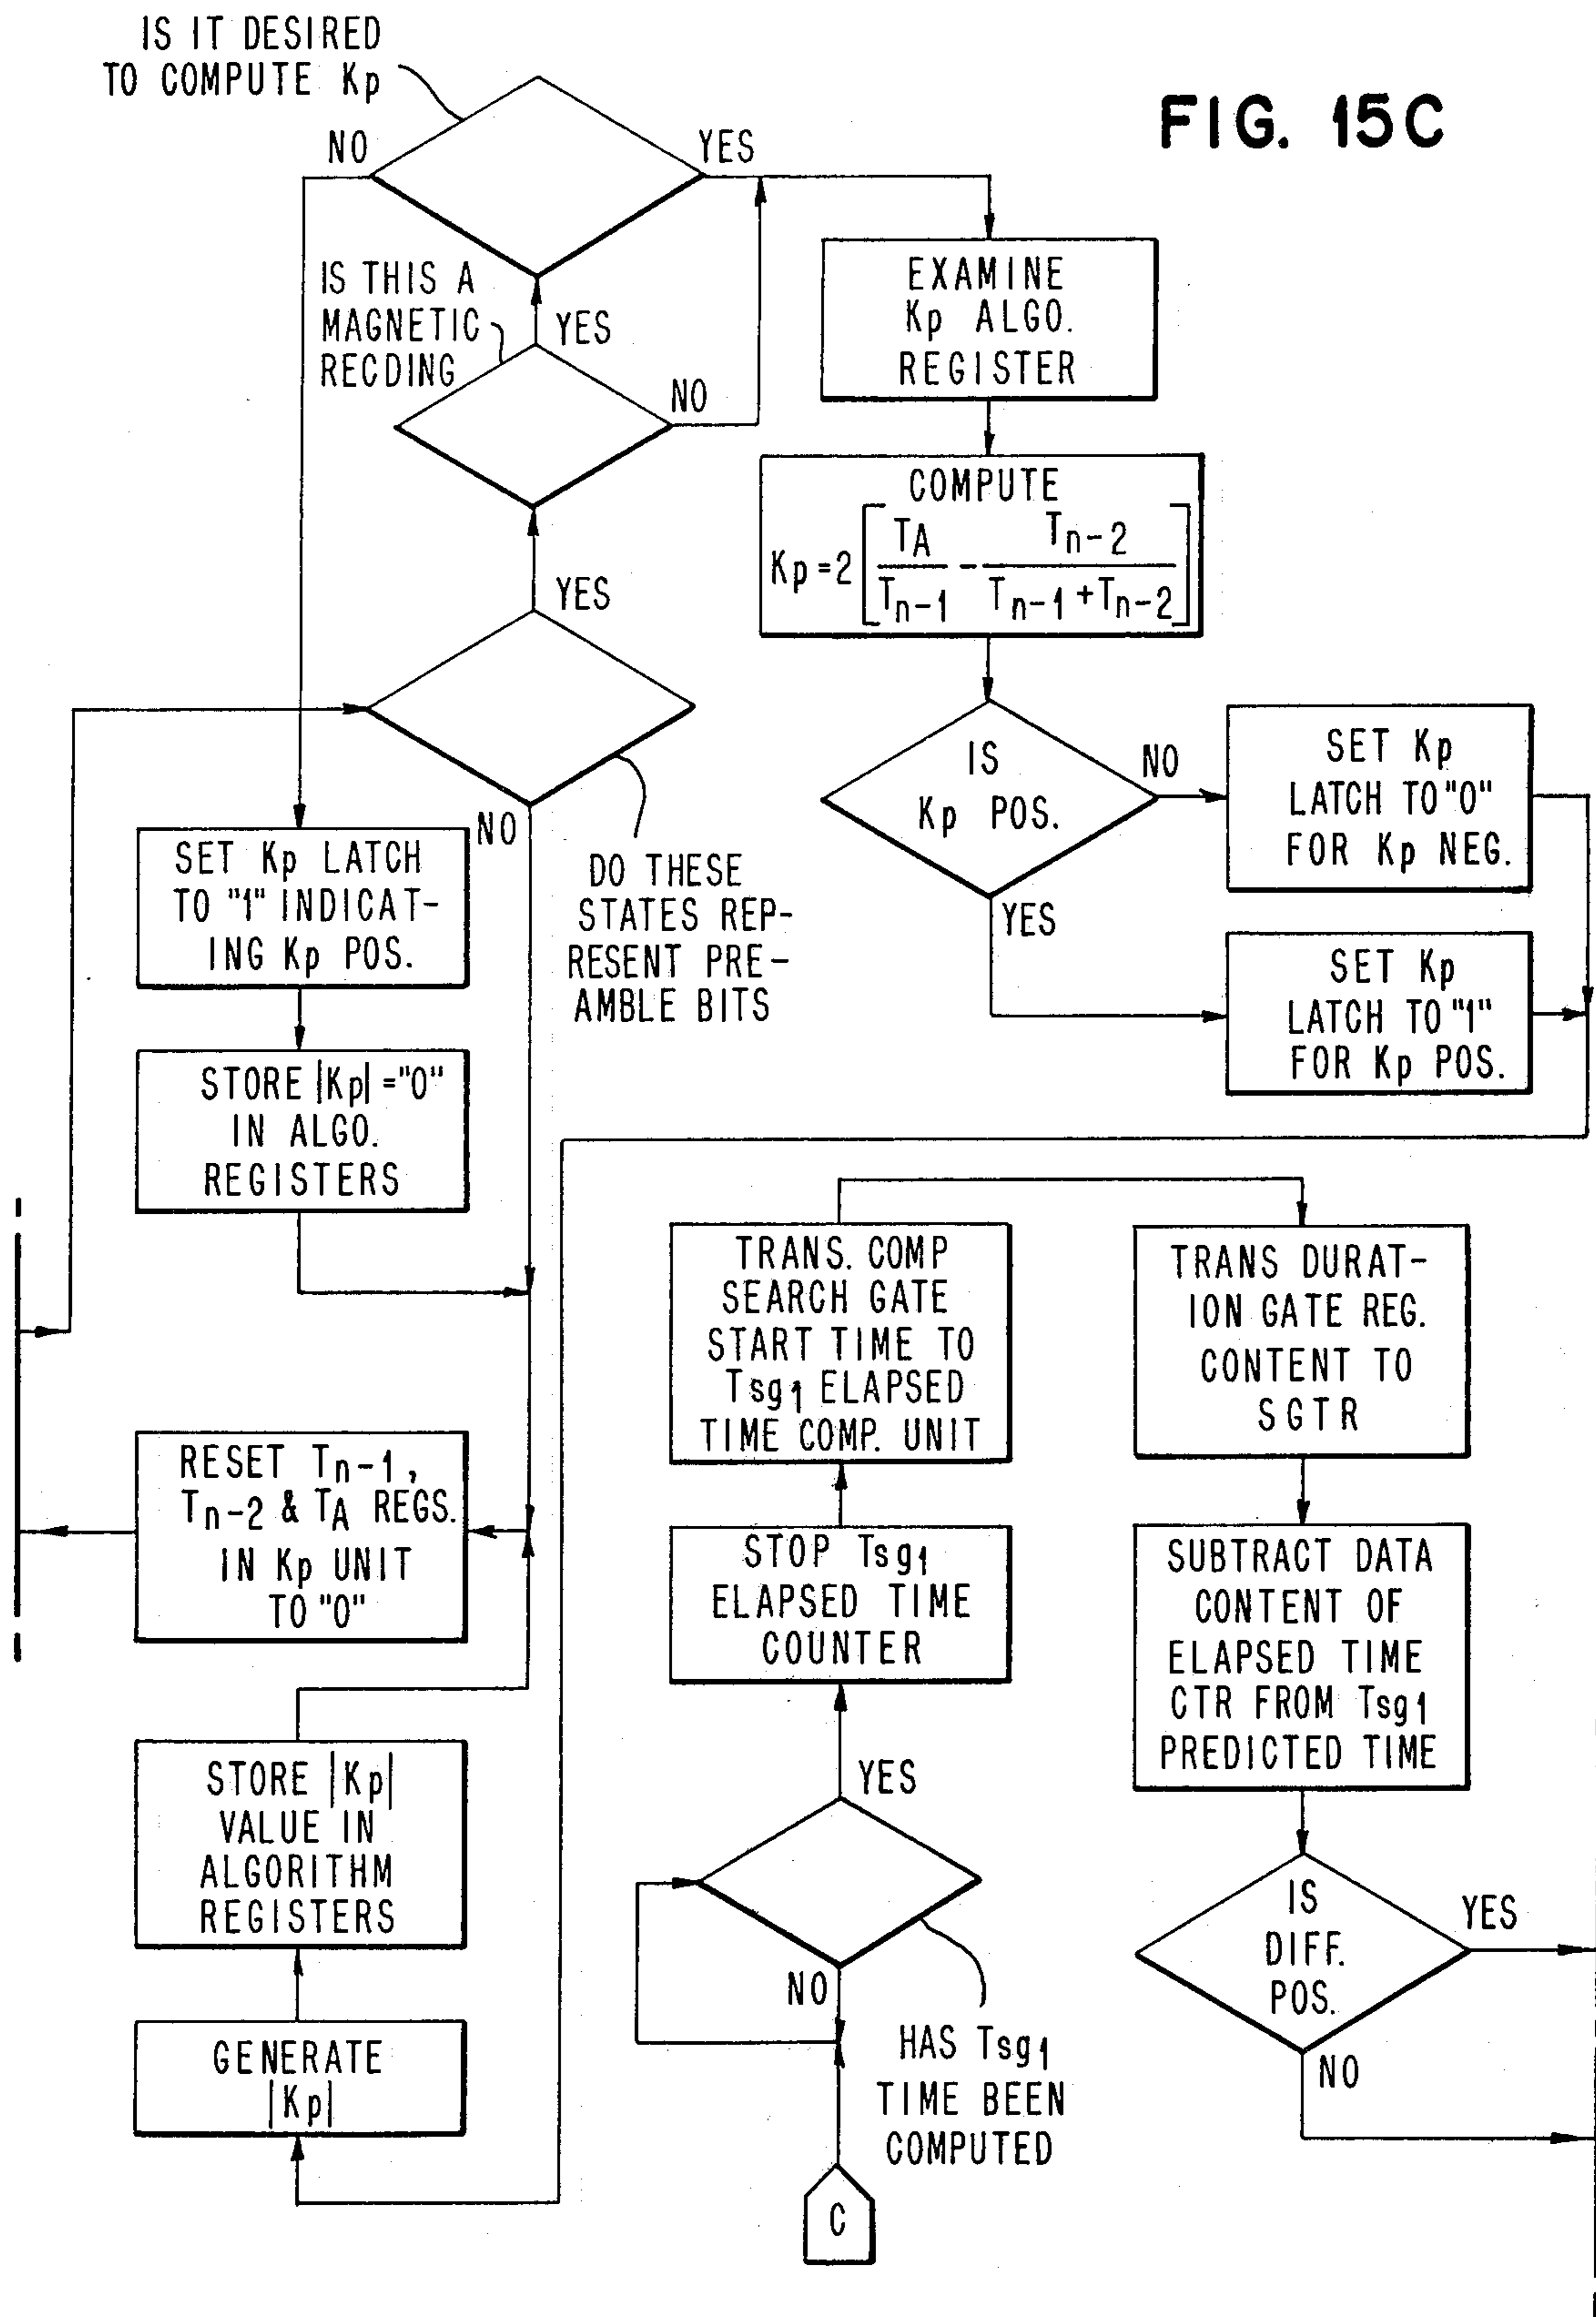 FIG. 15C
IS IT DESIRED
TO COMPUTE Kp
NO
YES
IS THIS A
MAGNETIC
RECDING
YES
NO
EXAMINE
Kp ALGO.
REGISTER
COMPUTE
Kp=2[TA/Tn-1 - Tn-2/Tn-1+Tn-2]
YES
IS
Kp POS.
NO
YES
SET Kp
LATCH TO "0"
FOR Kp NEG.
SET Kp
LATCH TO "1"
FOR Kp POS.
NO
DO THESE
STATES REP-
RESENT PRE-
AMBLE BITS
SET Kp LATCH
TO "1" INDICAT-
ING Kp POS.
STORE |Kp|="0"
IN ALGO.
REGISTERS
RESET Tn-1,
Tn-2 & TA REGS.
IN Kp UNIT
TO "0"
STORE |Kp|
VALUE IN
ALGORITHM
REGISTERS
GENERATE
|Kp|
TRANS. COMP
SEARCH GATE
START TIME TO
Tsg1 ELAPSED
TIME COMP. UNIT
STOP Tsg1
ELAPSED TIME
COUNTER
YES
NO
HAS Tsg1
TIME BEEN
COMPUTED
C
TRANS DURAT-
ION GATE REG.
CONTENT TO
SGTR
SUBTRACT DATA
CONTENT OF
ELAPSED TIME
CTR FROM Tsg1
PREDICTED TIME
IS
DIFF.
POS.
YES
NO